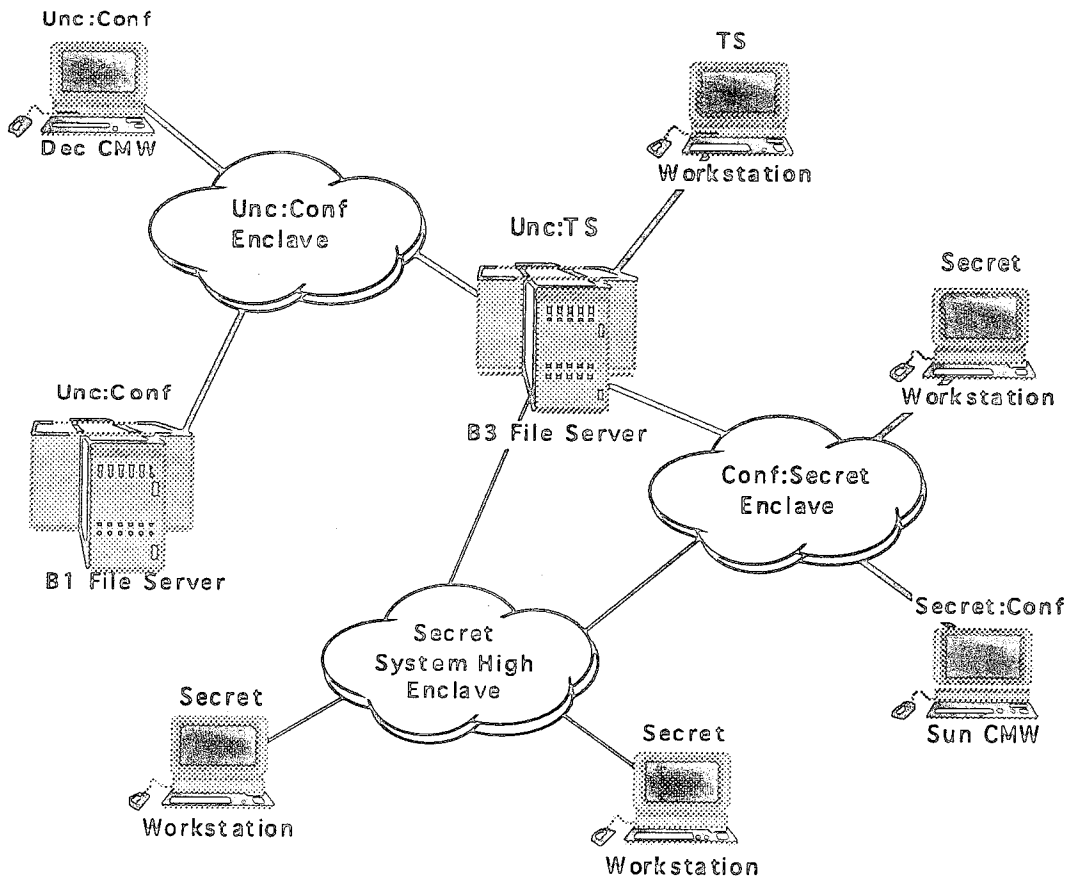 Unc:Conf
Dec CMW
TS
Workstation
Unc:Conf
Enclave
Unc:TS
B3 File Server
Secret
Workstation
Unc:Conf
B1 File Server
Conf:Secret
Enclave
Secret
System High
Enclave
Secret:Conf
Sun CMW
Secret
Workstation
Secret
Workstation